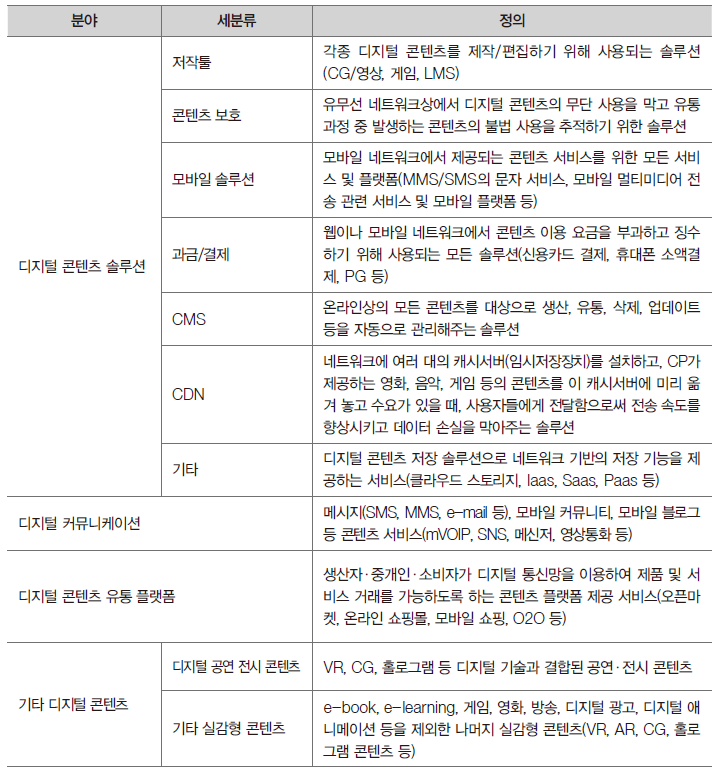 분야 세분류 정의
디지털 콘텐츠 솔루션
저작툴
각종 디지털 콘텐츠를 제작/편집하기 위해 사용되는 솔루션
(CG/영상, 게임, LMS)
콘텐츠 보호
유무선 네트워크상에서 디지털 콘텐츠의 무단 사용을 막고 유통
과정 중 발생하는 콘텐츠의 불법 사용을 추적하기 위한 솔루션
모바일 솔루션
모바일 네트워크에서 제공되는 콘텐츠 서비스를 위한 모든 서비
스 및 플랫폼(MMS/SMS의 문자 서비스, 모바일 멀티미디어 전
송 관련 서비스 및 모바일 플랫폼 등)
과금/결제
웹이나 모바일 네트워크에서 콘텐츠 이용 요금을 부과하고 징수
하기 위해 사용되는 모든 솔루션(신용카드 결제, 휴대폰 소액결
제, PG 등)
CMS
온라인상의 모든 콘텐츠를 대상으로 생산, 유통, 삭제, 업데이트
등을 자동으로 관리해주는 솔루션
CDN
네트워크에 여러 대의 캐시서버(임시저장장치)를 설치하고, CP가
제공하는 영화, 음악, 게임 등의 콘텐츠를 이 캐시서버에 미리 옮
겨 놓고 수요가 있을 때, 사용자들에게 전달함으로써 전송 속도를
향상시키고 데이터 손실을 막아주는 솔루션
기타
디지털 콘텐츠 저장 솔루션으로 네트워크 기반의 저장 기능을 제
공하는 서비스(클라우드 스토리지, Iaas, Saas, Paas 등)
디지털 커뮤니케이션
메시지(SMS, MMS, e-mail 등), 모바일 커뮤니티, 모바일 블로그
등 콘텐츠 서비스(mVOIP, SNS, 메신저, 영상통화 등)
디지털 콘텐츠 유통 플랫폼
생산자·중개인·소비자가 디지털 통신망을 이용하여 제품 및 서
비스 거래를 가능하도록 하는 콘텐츠 플랫폼 제공 서비스(오픈마
켓, 온라인 쇼핑몰, 모바일 쇼핑, O2O 등)
기타 디지털 콘텐츠
디지털 공연 전시 콘텐츠
VR, CG, 홀로그램 등 디지털 기술과 결합된 공연·전시 콘텐츠
기타 실감형 콘텐츠
e-book, e-learning, 게임, 영화, 방송, 디지털 광고, 디지털 애
니메이션 등을 제외한 나머지 실감형 콘텐츠(VR, AR, CG, 홀로
그램 콘텐츠 등)